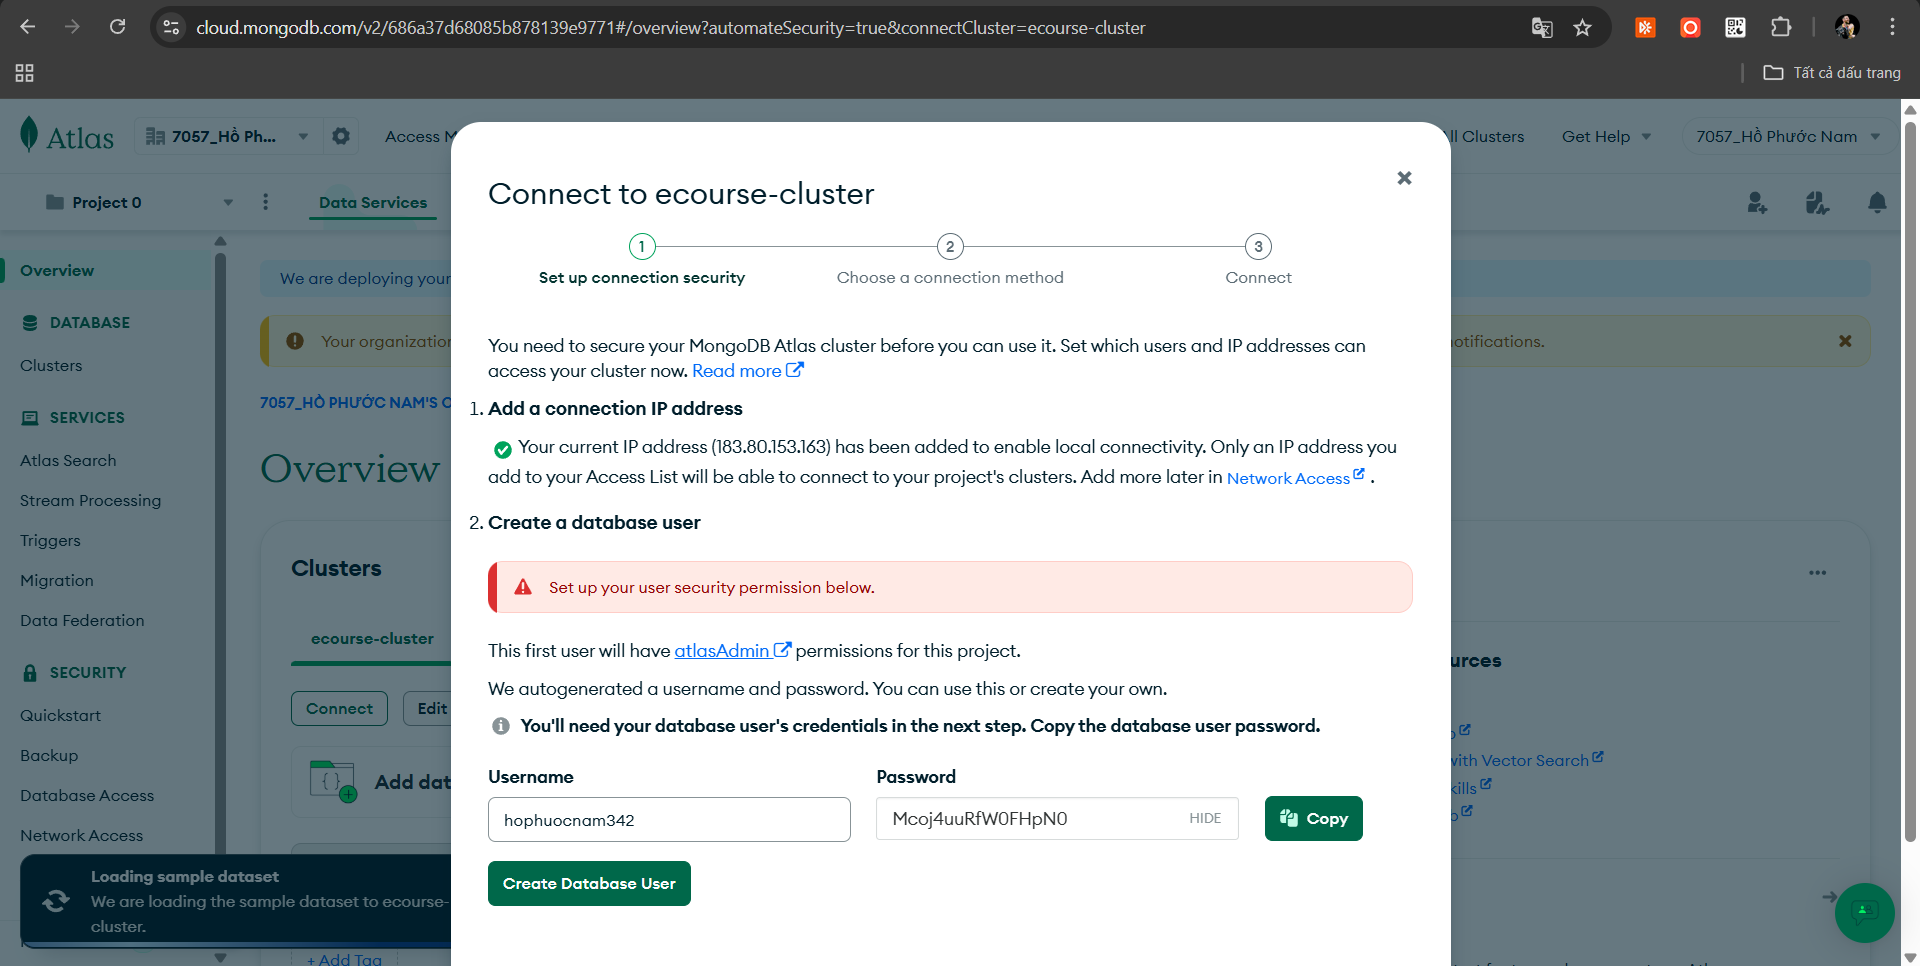 cloud.mongodb.com/v2/686a37d68085b878139e9771#/overview?automateSecurity=true&connectCluster=ecourse-cluster
Tất cả dấu trang
Atlas
7057_Hồ Ph...
Access
All Clusters
Get Help
7057_Hồ Phước Nam
Project 0
Data Services
Overview
DATABASE
Clusters
SERVICES
Atlas Search
Stream Processing
Triggers
Migration
Data Federation
SECURITY
Quickstart
Backup
Database Access
Network Access
Loading sample dataset
We are loading the sample dataset to ecourse-
cluster.
We are deploying your
Your organization
notifications.
7057_HỒ PHƯỚC NAM'S
Overview
Clusters
ecourse-cluster
Connect
Edit
Add dat
+ Add Tag
Connect to ecourse-cluster
1
2
3
Set up connection security
Choose a connection method
Connect
You need to secure your MongoDB Atlas cluster before you can use it. Set which users and IP addresses can
access your cluster now. Read more
1. Add a connection IP address
Your current IP address (183.80.153.163) has been added to enable local connectivity. Only an IP address you
add to your Access List will be able to connect to your project's clusters. Add more later in Network Access .
2. Create a database user
Set up your user security permission below.
This first user will have atlasAdmin permissions for this project.
We autogenerated a username and password. You can use this or create your own.
You'll need your database user's credentials in the next step. Copy the database user password.
Username
Password
hophuocnam342
Mcoj4uuRfW0FHpN0
HIDE
Copy
Create Database User
urces
with Vector Search
kills